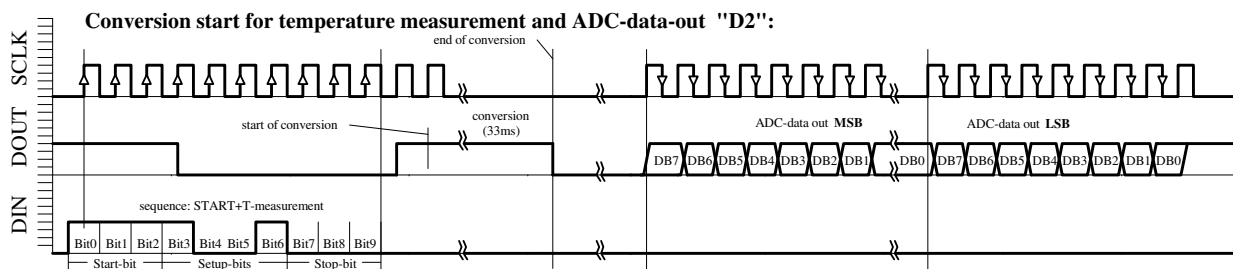 Conversion start for temperature measurement and ADC-data-out "D2":
end of conversion
SCLK
start of conversion
conversion
(33ms)
ADC-data out MSB
ADC-data out LSB
DOUT
DB7 DB6 DB5 DB4 DB3 DB2 DB1 DB0 DB7 DB6 DB5 DB4 DB3 DB2 DB1 DB0
sequence: START+T-measurement
DIN
Bit0 Bit1 Bit2 Bit3 Bit4 Bit5 Bit6 Bit7 Bit8 Bit9
Start-bit Setup-bits Stop-bit